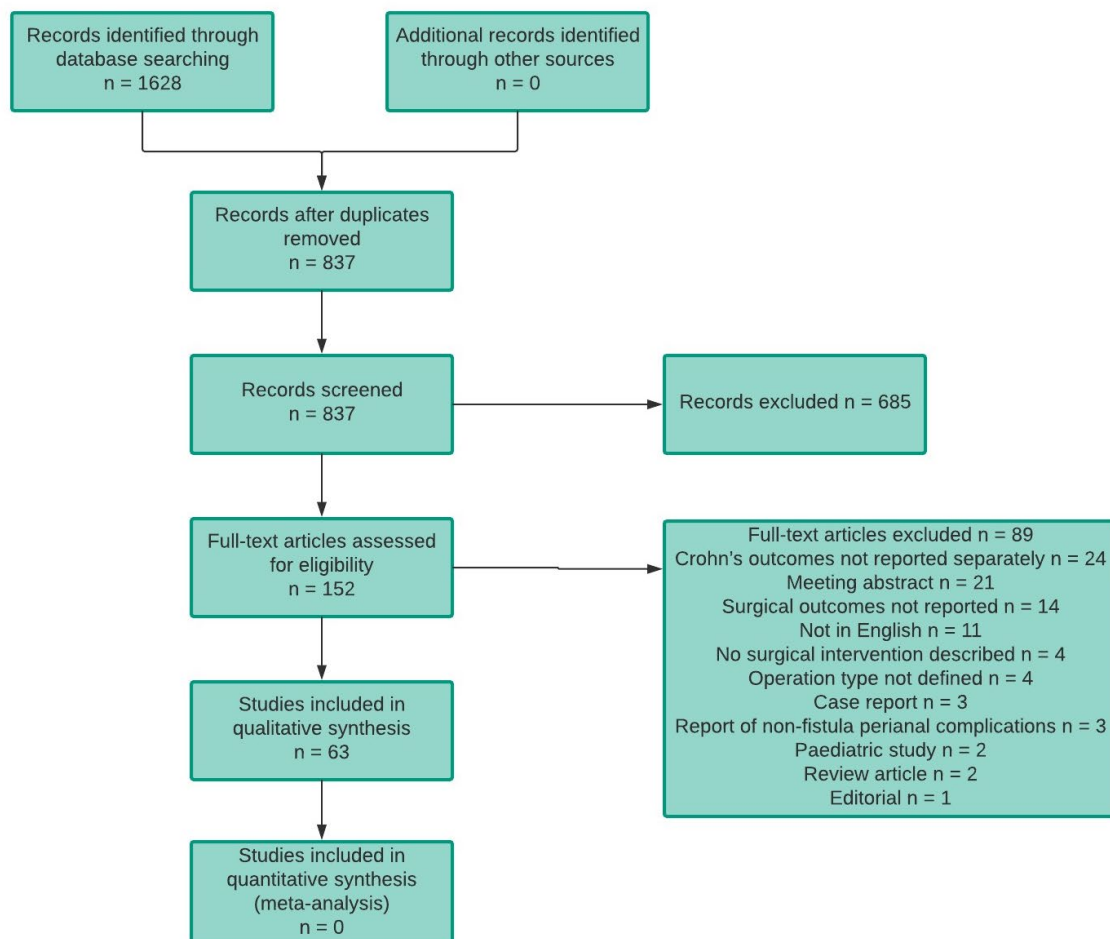 Records identified through
database searching
n = 1628
Additional records identified
through other sources
n = 0
Records after duplicates
removed
n = 837
Records screened
n = 837
Records excluded n = 685
Full-text articles assessed
for eligibility
n = 152
Full-text articles excluded n = 89
Crohn's outcomes not reported separately n = 24
Meeting abstract n = 21
Surgical outcomes not reported n = 14
Not in English n = 11
No surgical intervention described n = 4
Operation type not defined n = 4
Case report n = 3
Report of non-fistula perianal complications n = 3
Paediatric study n = 2
Review article n = 2
Editorial n = 1
Studies included in
qualitative synthesis
n = 63
Studies included in
quantitative synthesis
(meta-analysis)
n = 0